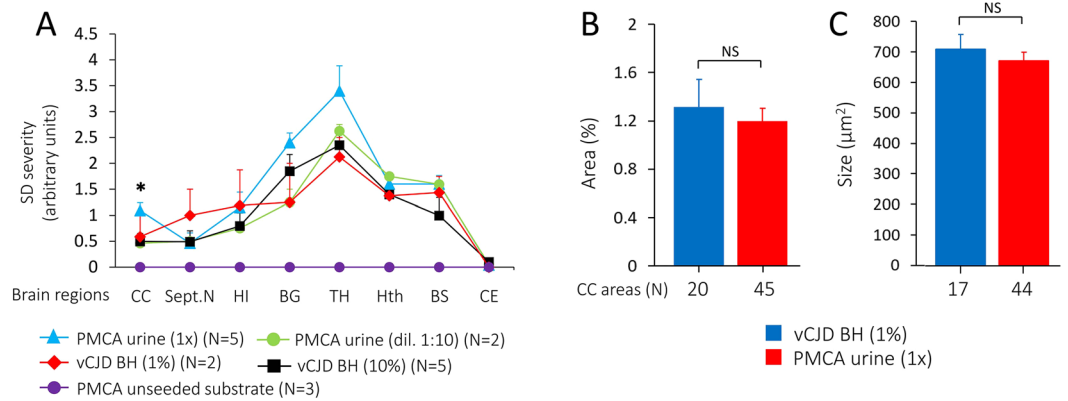 A
SD severity
(arbitrary units)
4.5
4
3.5
3
2.5
2
1.5
1
0.5
0
*
Brain regions CC Sept.N HI BG TH Hth BS CE
PMCA urine (1x) (N=5) PMCA urine (dil. 1:10) (N=2)
vCJD BH (1%) (N=2) vCJD BH (10%) (N=5)
PMCA unseeded substrate (N=3)
B
Area (%)
2
1.6
1.2
0.8
0.4
0
NS
CC areas (N) 20 45
C
Size (µm²)
800
700
600
500
400
300
200
100
0
NS
17 44
vCJD BH (1%)
PMCA urine (1x)